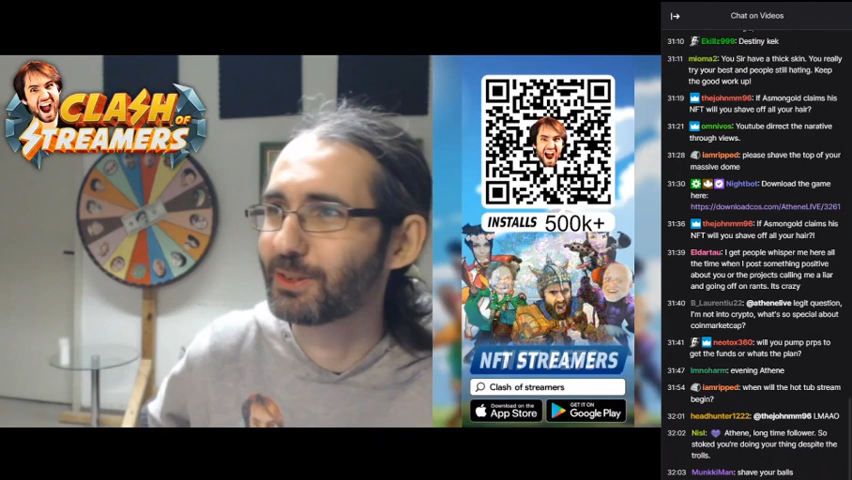 CLASH OF
STREAMERS
INSTALLS 500k+
NFT STREAMERS
Clash of streamers
Download on the
App Store
GET IT ON
Google Play
Chat on Videos
31:10 Ekillz999: Destiny kek
31:11 mioma2: You Sir have a thick skin. You really
try your best and people still hating. Keep
the good work up!
31:19 thejohnmm96: If Asmongold claims his
NFT will you shave off all your hair?
31:21 omnivos: Youtube dirrect the narative
through views.
31:28 iamripped: please shave the top of your
massive dome
31:30 Nightbot: Download the game
here:
https://downloadcos.com/AtheneLIVE/3261
31:36 thejohnmm96: If Asmongold claims his
NFT will you shave off all your hair?!
31:39 Eldartau: I get people whisper me here all
the time when I post something positive
about you or the projects calling me a liar
and going off on rants. Its crazy
31:40 B_Laurentiu22: @athenelive legit question,
I'm not into crypto, what's so special about
coinmarketcap?
31:41 neotox360: will you pump prps to
get the funds or whats the plan?
31:47 Imnoharm: evening Athene
31:54 iamripped: when will the hot tub stream
begin?
32:01 headhunter1222: @thejohnmm96 LMAAO
32:02 Nisl: 💜 Athene, long time follower. So
stoked you're doing your thing despite the
trolls.
32:03 MunkkiMan: shave your balls